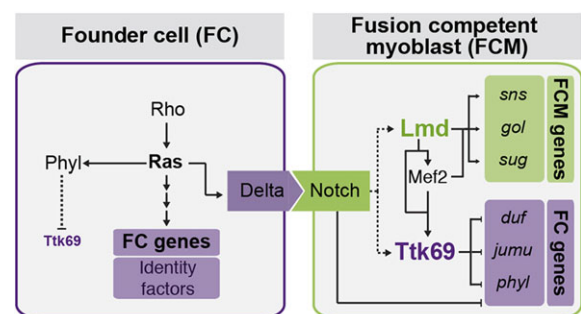 Founder cell (FC)
Fusion competent
myoblast (FCM)
Rho
Phyl
Ras
Ttk69
FC genes
Identity
factors
Delta
Notch
Lmd
Mef2
Ttk69
sns
gol
sug
FCM genes
duf
jumu
phyl
FC genes